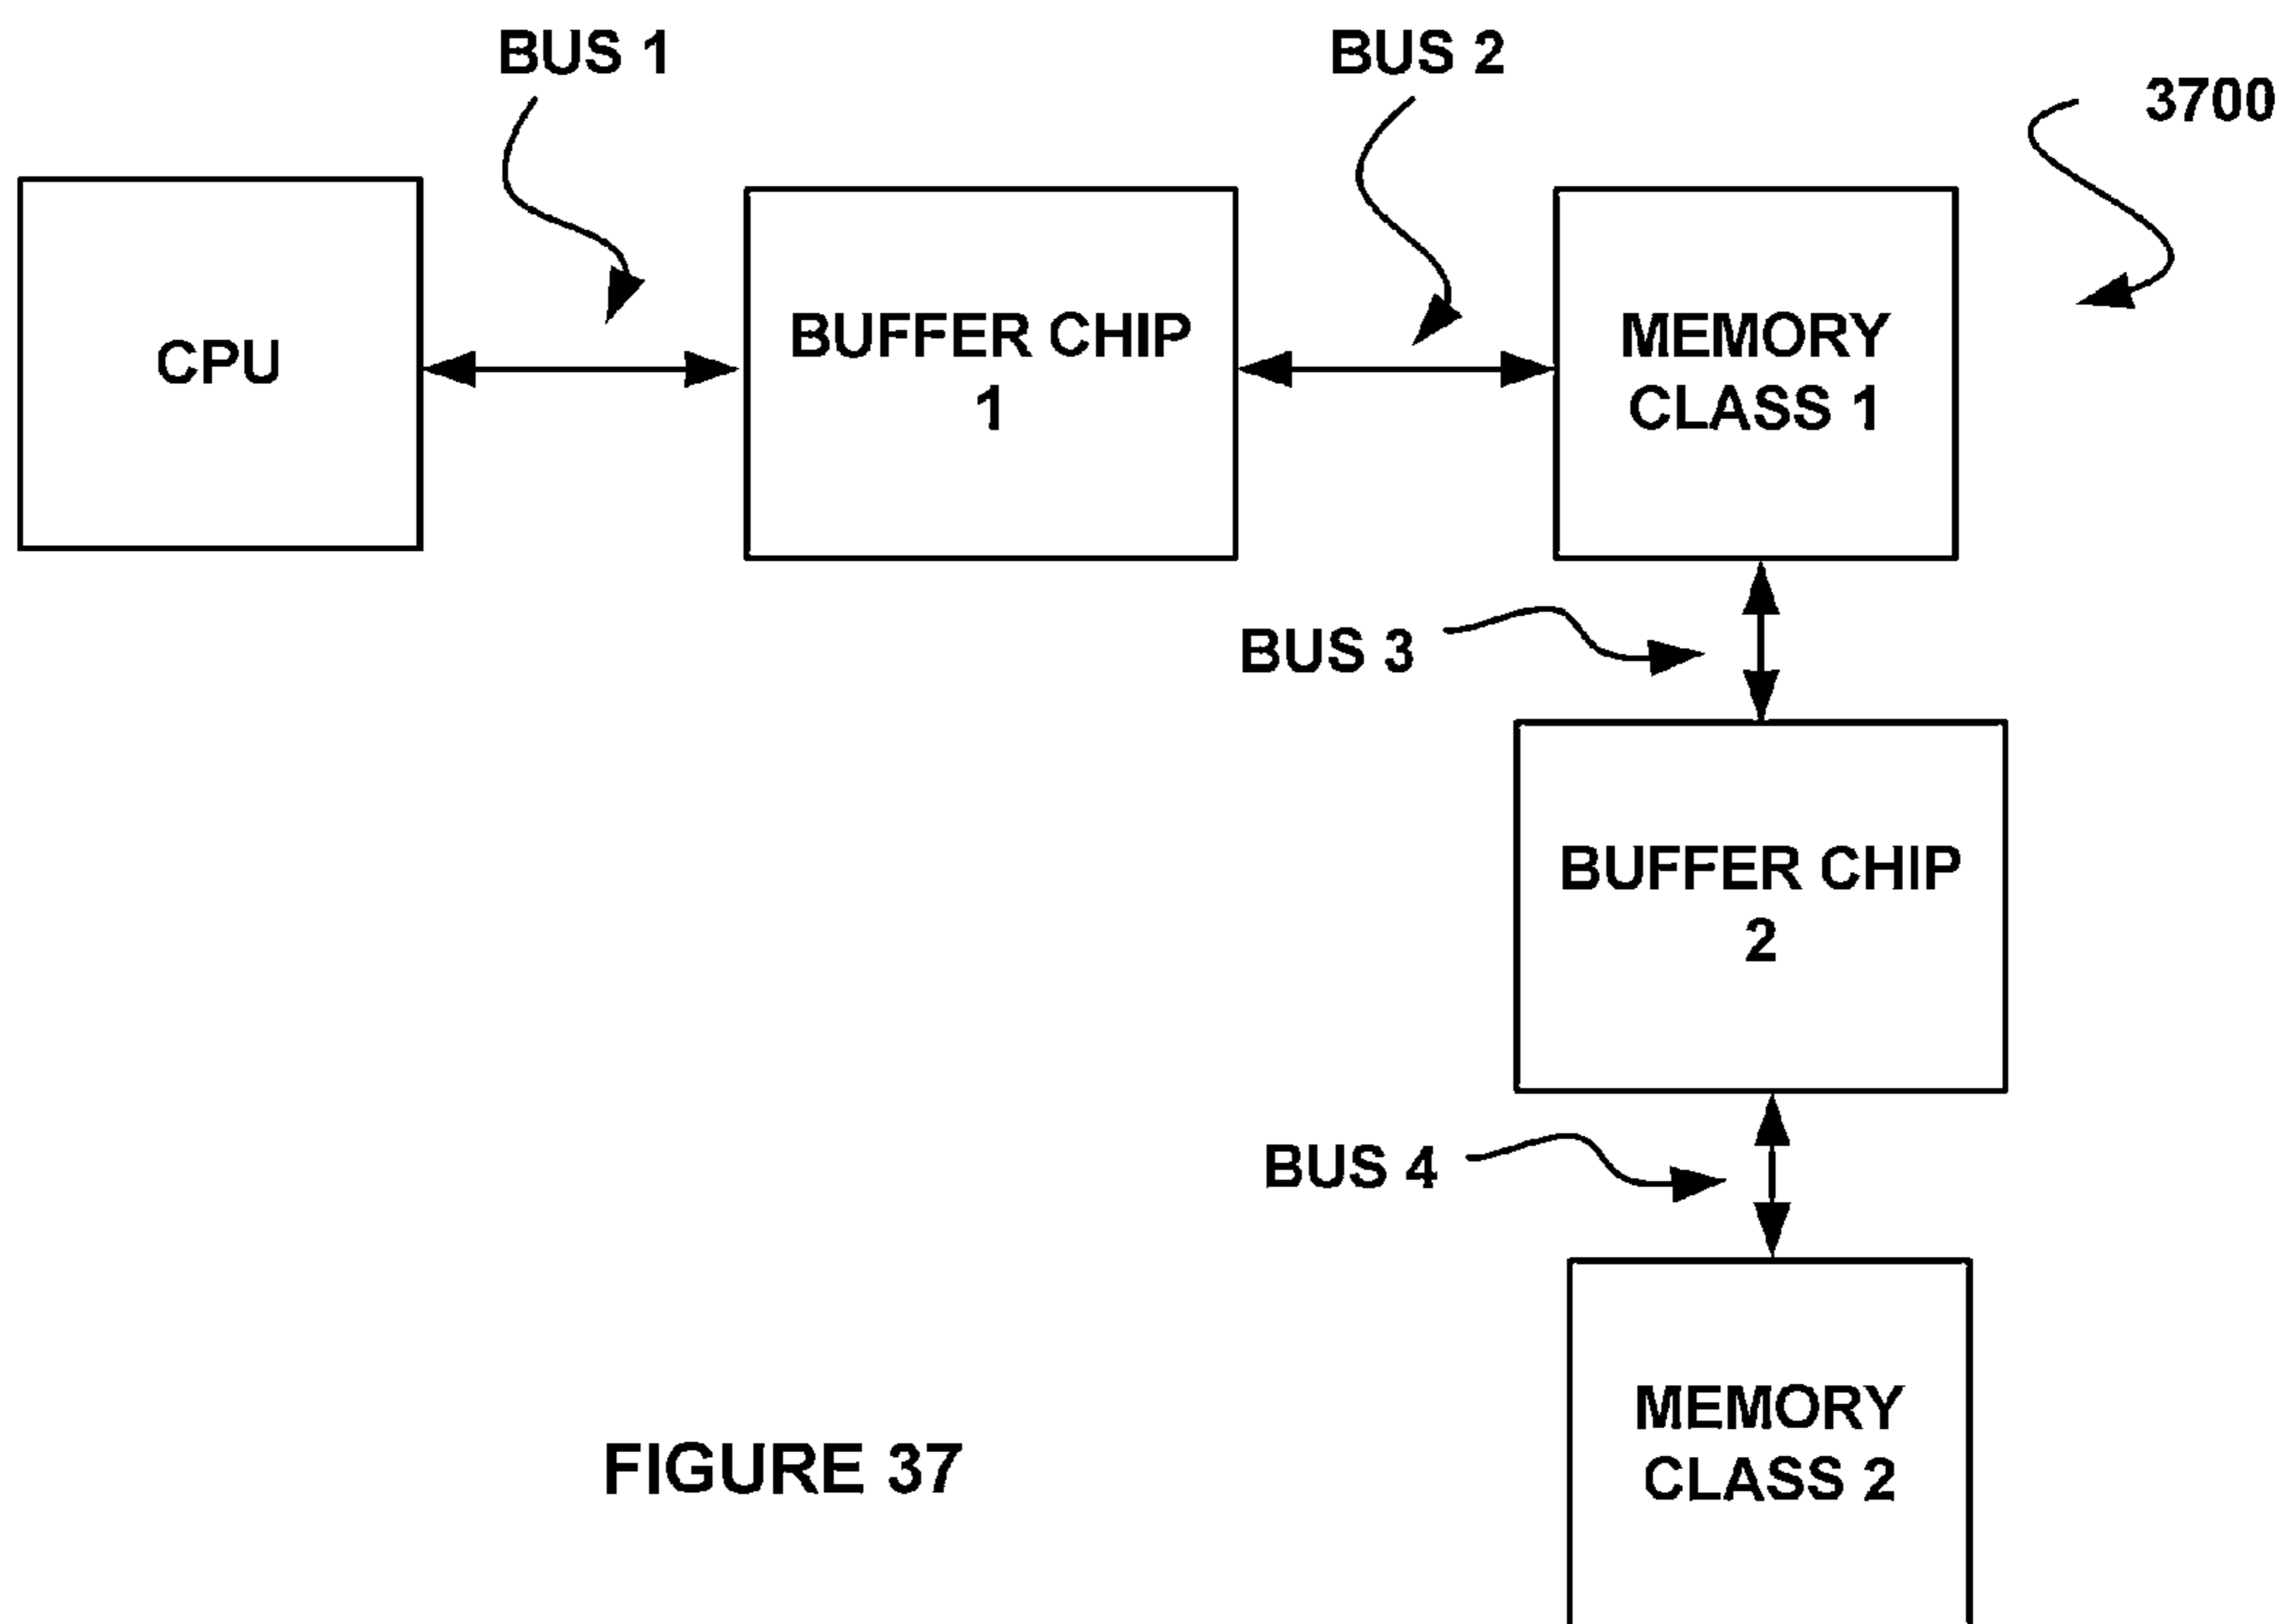 BUS 1
BUS 2
3700
CPU
BUFFER CHIP
1
MEMORY
CLASS 1
BUS 3
BUFFER CHIP
2
BUS 4
MEMORY
CLASS 2
FIGURE 37